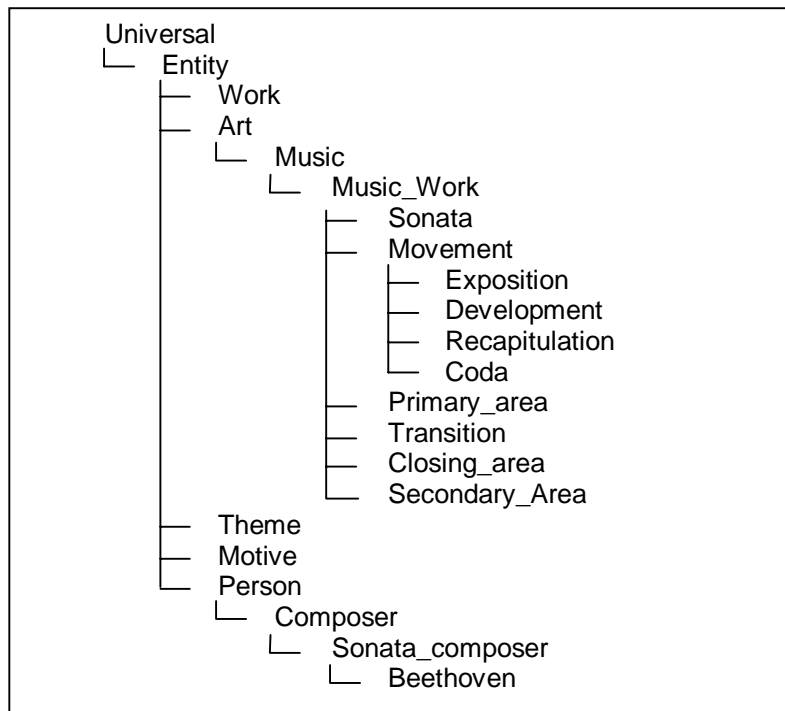 Universal
Entity
Work
Art
Music
Music_Work
Sonata
Movement
Exposition
Development
Recapitulation
Coda
Primary_area
Transition
Closing_area
Secondary_Area
Theme
Motive
Person
Composer
Sonata_composer
Beethoven